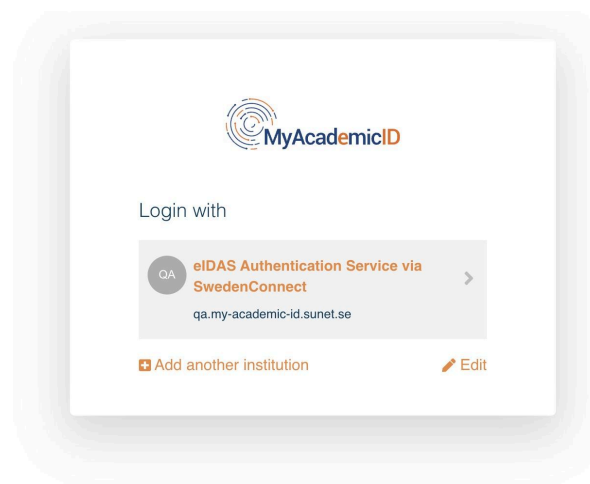 MyAcademicID
Login with
QA
eIDAS Authentication Service via
SwedenConnect
qa.my-academic-id.sunet.se
Add another institution
Edit